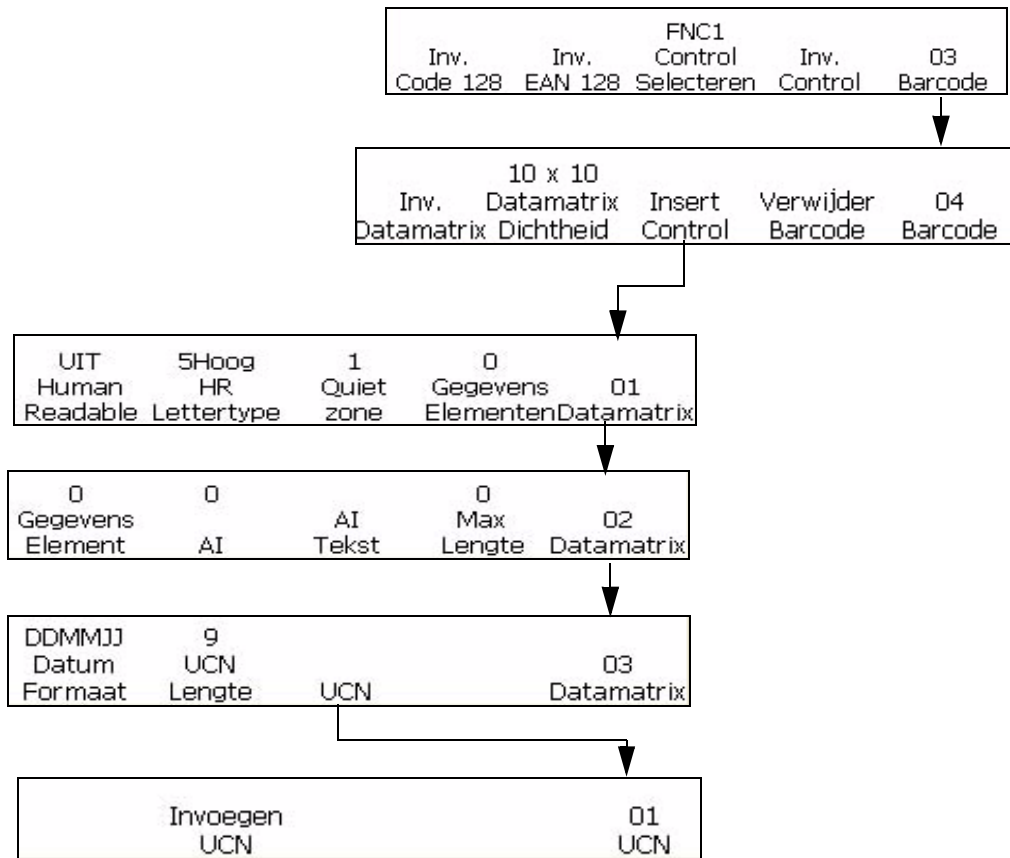 FNC1
Inv. Inv. Control Inv. 03
Code 128 EAN 128 Selecteren Control Barcode
10 x 10
Inv. Datamatrix Insert Verwijder 04
Datamatrix Dichtheid Control Barcode Barcode
UIT 5Hoog 1 0
Human HR Quiet Gegevens 01
Readable Lettertype zone Elementen Datamatrix
0 0 0
Gegevens AI Max 02
Element AI Tekst Lengte Datamatrix
DDMMJJ 9
Datum UCN 03
Formaat Lengte UCN Datamatrix
Invoegen 01
UCN UCN